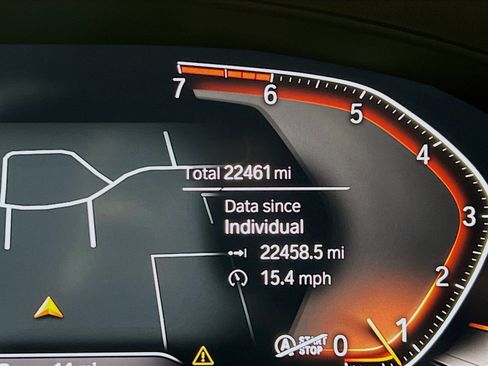 7
6
5
4
Total 22461 mi
Data since
Individual
3
22458.5 mi
2
15.4 mph
A START
STOP
0
1